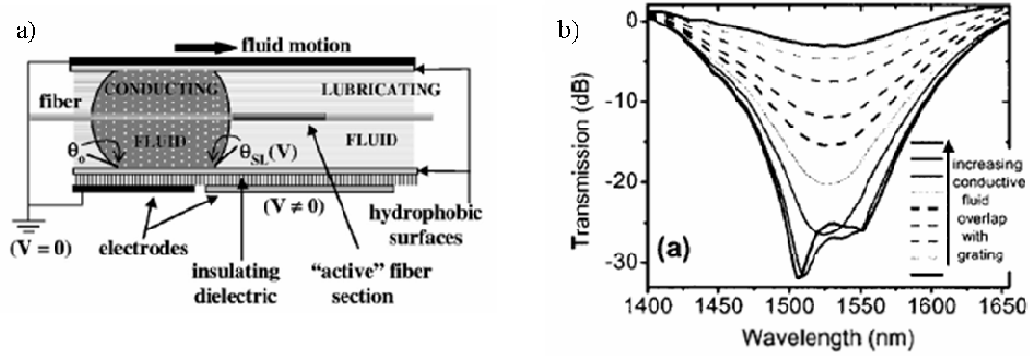 a)
fluid motion
fiber
CONDUCTING
LUBRICATING
FLUID
FLUID
θo
θSL(V)
(V = 0)
(V ≠ 0)
electrodes
insulating
dielectric
"active" fiber
section
hydrophobic
surfaces
b)
Transmission (dB)
0
-10
-20
-30
(a)
increasing
conductive
fluid
overlap
with
grating
1400 1450 1500 1550 1600 1650
Wavelength (nm)